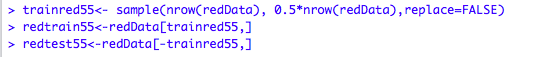 > trainred55<- sample(nrow(redData), 0.5*nrow(redData),replace=FALSE)
> redtrain55<-redData[trainred55,]
> redtest55<-redData[-trainred55,]